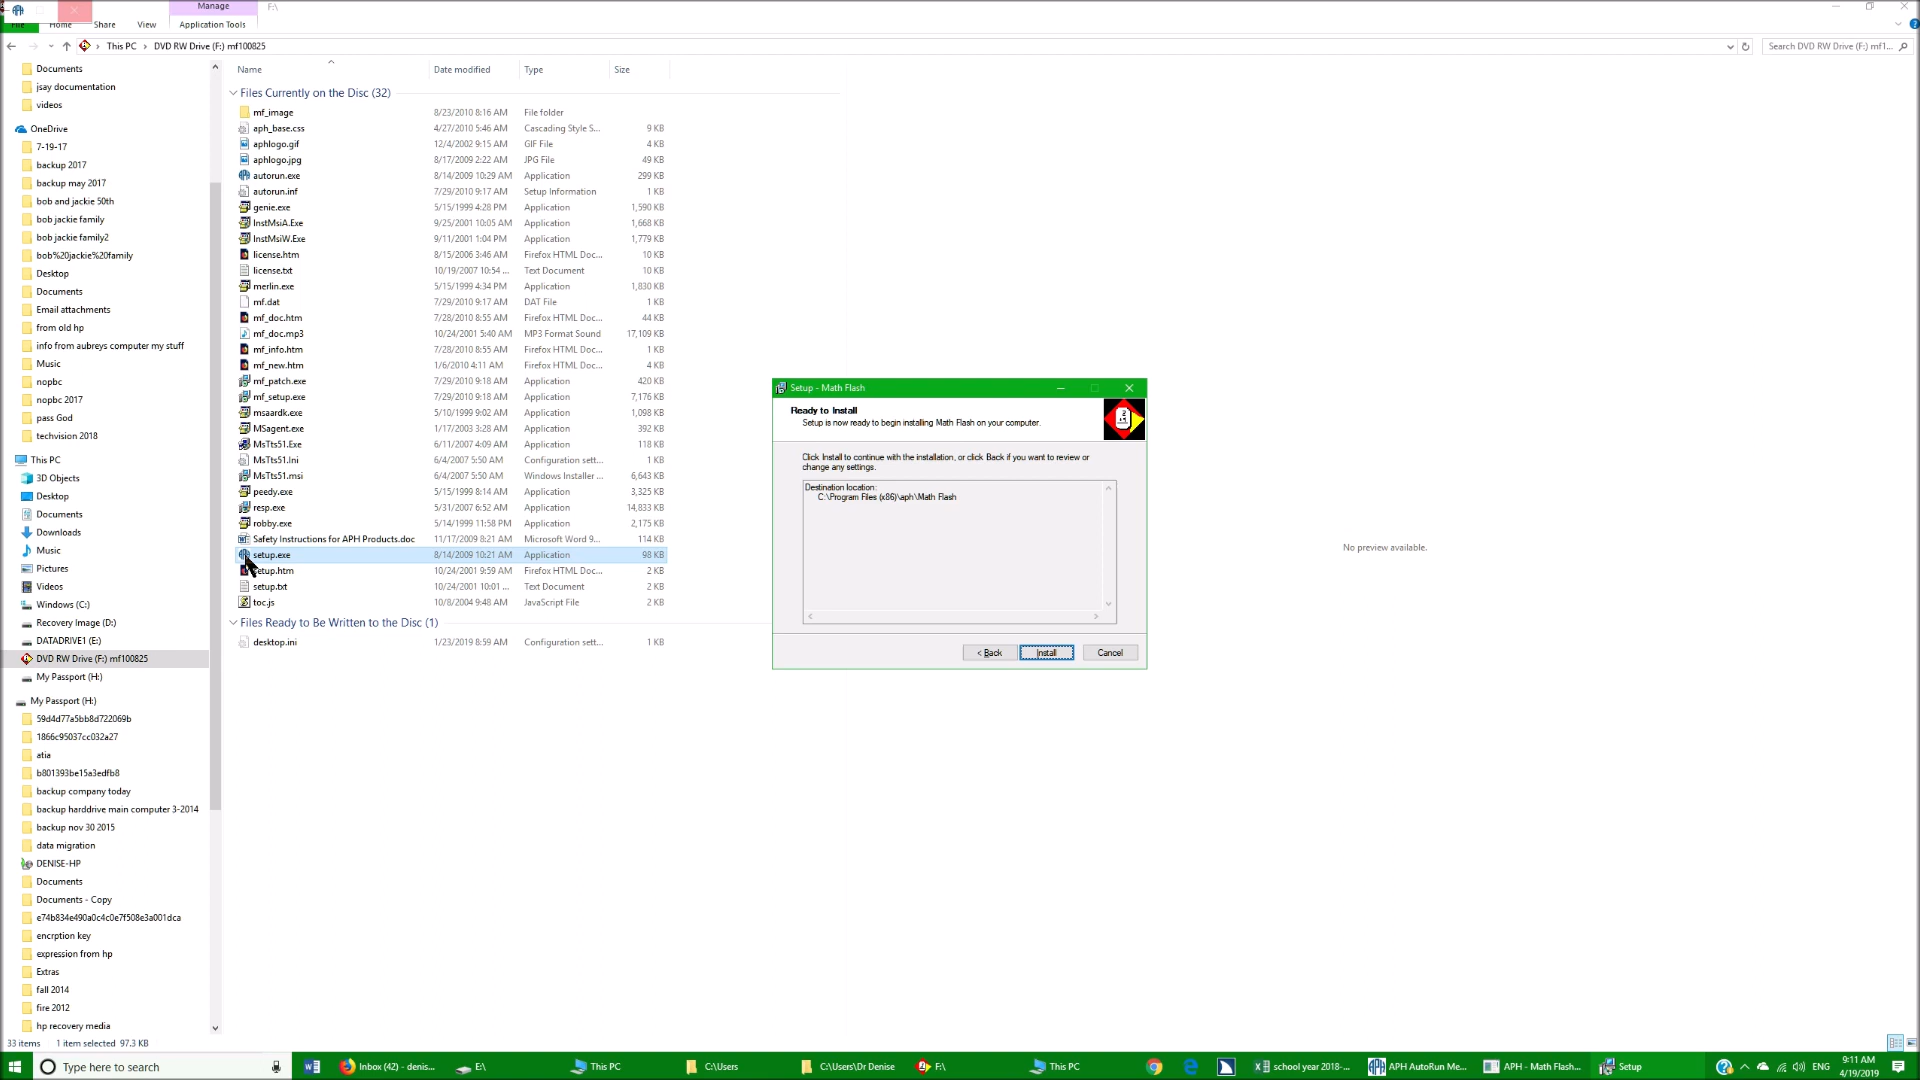 Manage
F:\
File
Home
Share
View
Application Tools
This PC
DVD RW Drive (F:) mf100825
Search DVD RW Drive (F:) mf1...
Documents
jsay documentation
videos
OneDrive
7-19-17
backup 2017
backup may 2017
bob and jackie 50th
bob jackie family
bob jackie family2
bob%20jackie%20family
Desktop
Documents
Email attachments
from old hp
info from aubreys computer my stuff
Music
nopbc
nopbc 2017
pass God
techvision 2018
This PC
3D Objects
Desktop
Documents
Downloads
Music
Pictures
Videos
Windows (C:)
Recovery Image (D:)
DATADRIVE1 (E:)
DVD RW Drive (F:) mf100825
My Passport (H:)
My Passport (H:)
59d4d77a5bb8d722069b
1866c95037cc032a27
atia
b801393be15a3edfb8
backup company today
backup harddrive main computer 3-2014
backup nov 30 2015
data migration
DENISE-HP
Documents
Documents - Copy
e74b834e490a0c4c0e7f508e3a001dca
encrption key
expression from hp
Extras
fall 2014
fire 2012
hp recovery media
Name Date modified Type Size
Files Currently on the Disc (32)
mf_image 8/23/2010 8:16 AM File folder
aph_base.css 4/27/2010 5:46 AM Cascading Style S... 9 KB
aphlogo.gif 12/4/2002 9:15 AM GIF File 4 KB
aphlogo.jpg 8/17/2009 2:22 AM JPG File 49 KB
autorun.exe 8/14/2009 10:29 AM Application 299 KB
autorun.inf 7/29/2010 9:17 AM Setup Information 1 KB
genie.exe 5/15/1999 4:28 PM Application 1,590 KB
InstMsiA.Exe 9/25/2001 10:05 AM Application 1,668 KB
InstMsiW.Exe 9/11/2001 1:04 PM Application 1,779 KB
license.htm 8/15/2006 3:46 AM Firefox HTML Doc... 10 KB
license.txt 10/19/2007 10:54 ... Text Document 10 KB
merlin.exe 5/15/1999 4:34 PM Application 1,830 KB
mf.dat 7/29/2010 9:17 AM DAT File 1 KB
mf_doc.htm 7/28/2010 8:55 AM Firefox HTML Doc... 44 KB
mf_doc.mp3 10/24/2001 5:40 AM MP3 Format Sound 17,109 KB
mf_info.htm 7/28/2010 8:55 AM Firefox HTML Doc... 1 KB
mf_new.htm 1/6/2010 4:11 AM Firefox HTML Doc... 4 KB
mf_patch.exe 7/29/2010 9:18 AM Application 420 KB
mf_setup.exe 7/29/2010 9:18 AM Application 7,176 KB
msaardk.exe 5/10/1999 9:02 AM Application 1,098 KB
MSagent.exe 1/17/2003 3:28 AM Application 392 KB
MsTts51.Exe 6/11/2007 4:09 AM Application 118 KB
MsTts51.Ini 6/4/2007 5:50 AM Configuration sett... 1 KB
MsTts51.msi 6/4/2007 5:50 AM Windows Installer ... 6,643 KB
peedy.exe 5/15/1999 8:14 AM Application 3,325 KB
resp.exe 5/31/2007 6:52 AM Application 14,833 KB
robby.exe 5/14/1999 11:58 PM Application 2,175 KB
Safety Instructions for APH Products.doc 11/17/2009 8:21 AM Microsoft Word 9... 114 KB
setup.exe 8/14/2009 10:21 AM Application 98 KB
setup.htm 10/24/2001 9:59 AM Firefox HTML Doc... 2 KB
setup.txt 10/24/2001 10:01 ... Text Document 2 KB
toc.js 10/8/2004 9:48 AM JavaScript File 2 KB
Files Ready to Be Written to the Disc (1)
desktop.ini 1/23/2019 8:59 AM Configuration sett... 1 KB
Setup - Math Flash
Ready to Install
Setup is now ready to begin installing Math Flash on your computer.
Click Install to continue with the installation, or click Back if you want to review or
change any settings.
Destination location:
C:\Program Files (x86)\aph\Math Flash
< Back
Install
Cancel
No preview available.
33 items 1 item selected 97.3 KB
Type here to search
Inbox (42) - denis...
E:\
This PC
C:\Users
C:\Users\Dr Denise
F:\
This PC
school year 2018-...
APH AutoRun Me...
APH - Math Flash...
Setup
ENG
9:11 AM
4/19/2019